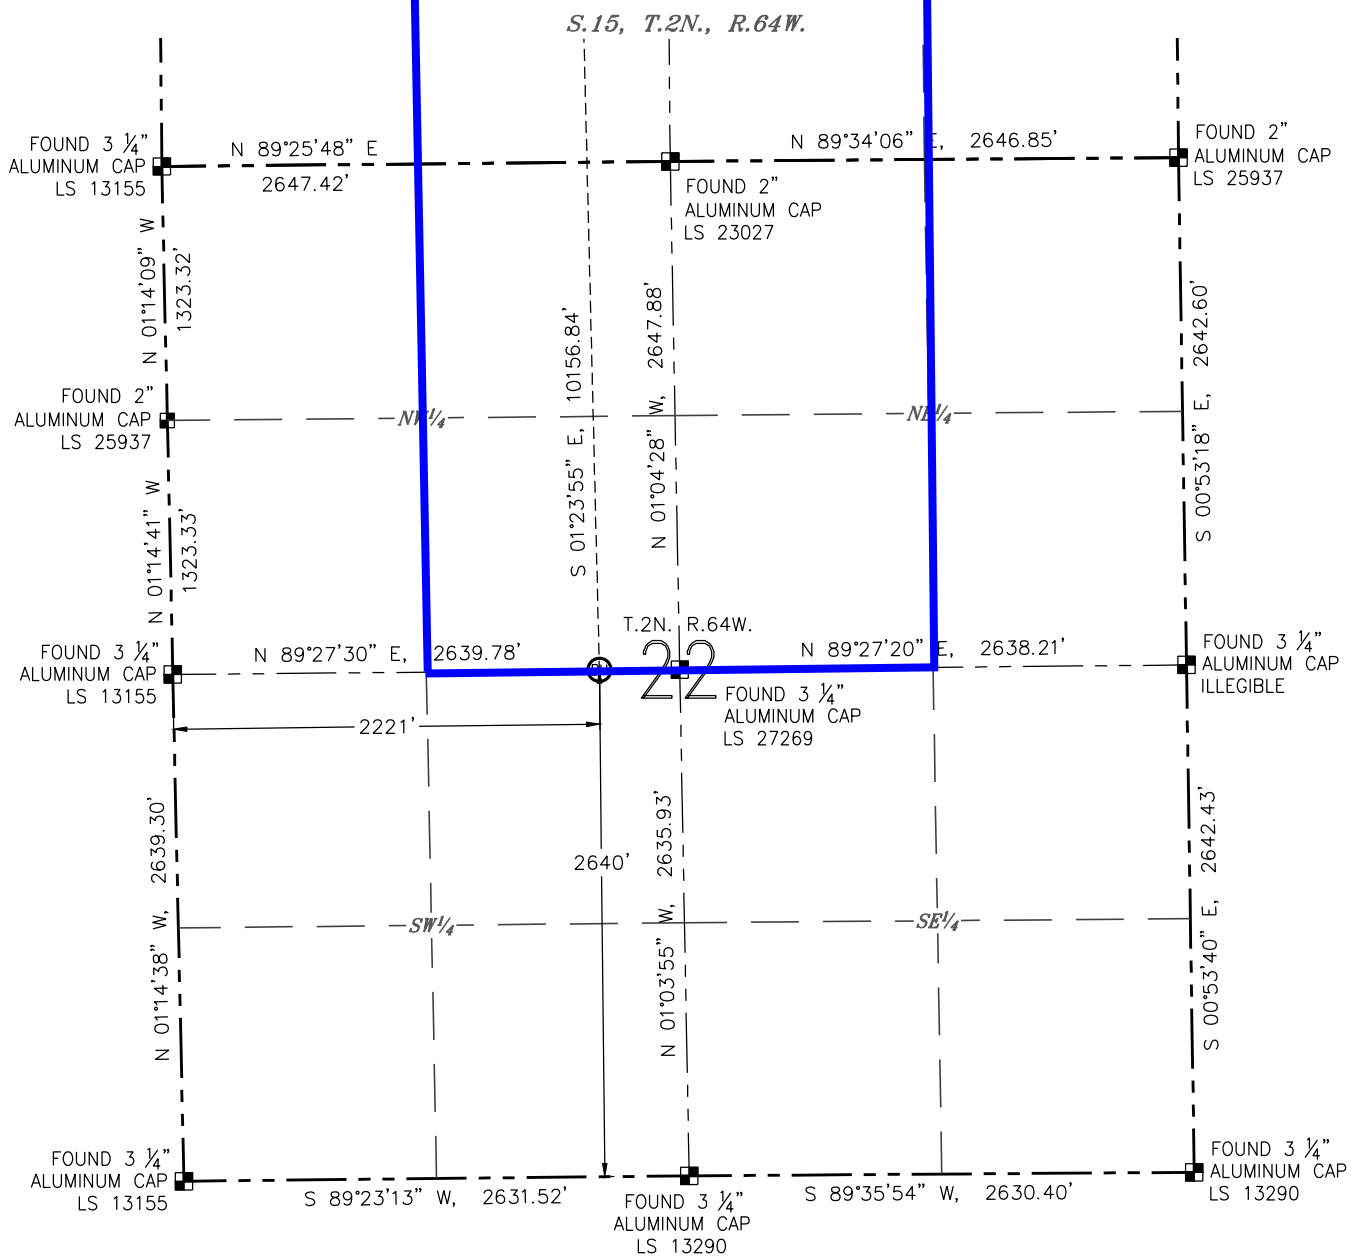 S.15, T.2N., R.64W.
FOUND 3 ¼"
ALUMINUM CAP
LS 13155
N 89°25'48" E
2647.42'
N 89°34'06" E, 2646.85'
FOUND 2"
ALUMINUM CAP
LS 25937
FOUND 2"
ALUMINUM CAP
LS 23027
N 01°14'09" W
1323.32'
S 01°23'55" E, 10156.84'
N 01°04'28" W, 2647.88'
S 00°53'18" E, 2642.60'
FOUND 2"
ALUMINUM CAP
LS 25937
NW¼
NE¼
N 01°14'41" W
1323.33'
T.2N. R.64W.
22
FOUND 3 ¼"
ALUMINUM CAP
LS 13155
N 89°27'30" E, 2639.78'
N 89°27'20" E, 2638.21'
FOUND 3 ¼"
ALUMINUM CAP
ILLEGIBLE
FOUND 3 ¼"
ALUMINUM CAP
LS 27269
2221'
2640'
N 01°14'38" W, 2639.30'
N 01°03'55" W, 2635.93'
S 00°53'40" E, 2642.43'
SW¼
SE¼
FOUND 3 ¼"
ALUMINUM CAP
LS 13155
S 89°23'13" W, 2631.52'
FOUND 3 ¼"
ALUMINUM CAP
LS 13290
S 89°35'54" W, 2630.40'
FOUND 3 ¼"
ALUMINUM CAP
LS 13290